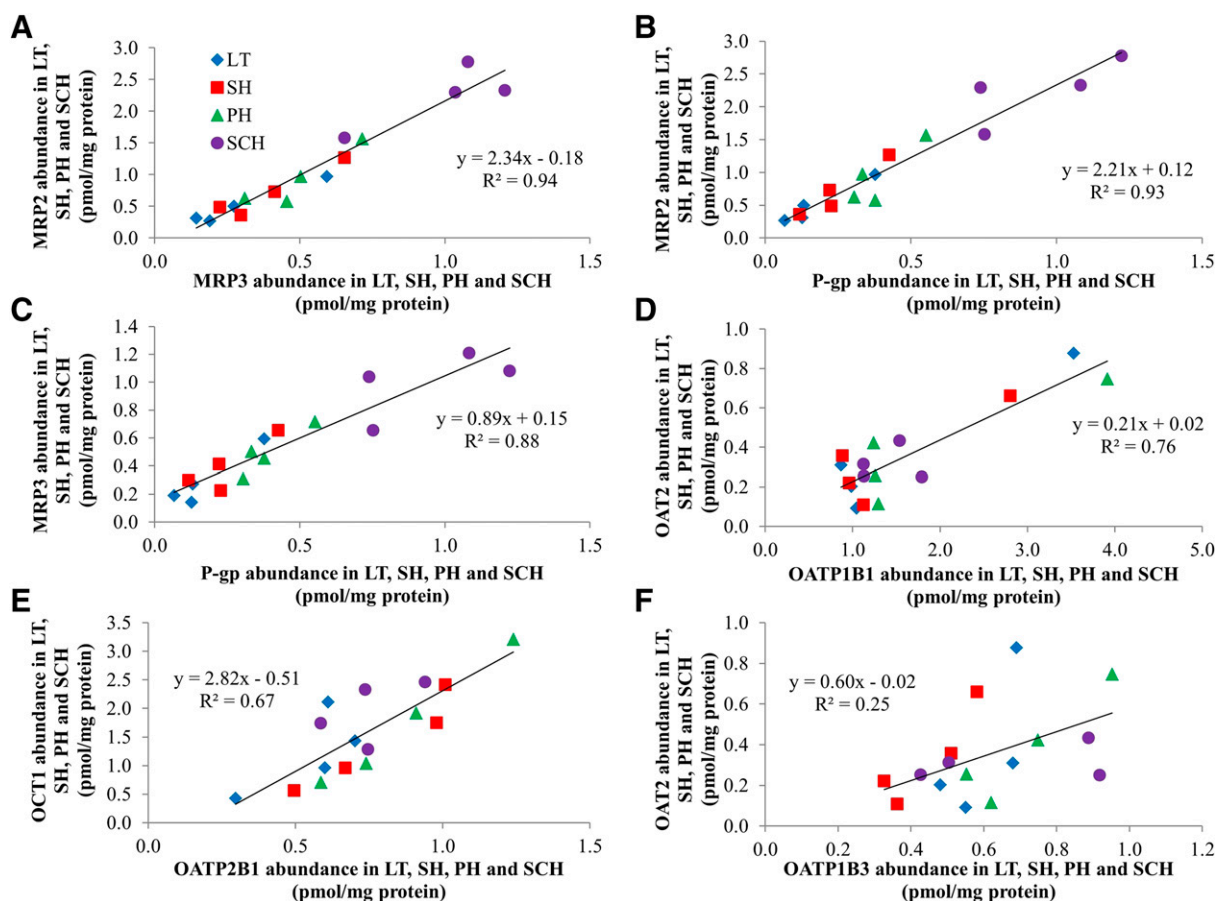 A
MRP2 abundance in LT,
SH, PH and SCH
(pmol/mg protein)
3.0
2.5
2.0
1.5
1.0
0.5
0.0
LT
SH
PH
SCH
y = 2.34x - 0.18
R² = 0.94
0.0 0.5 1.0 1.5
MRP3 abundance in LT, SH, PH and SCH
(pmol/mg protein)
B
MRP2 abundance in LT,
SH, PH and SCH
(pmol/mg protein)
3.0
2.5
2.0
1.5
1.0
0.5
0.0
y = 2.21x + 0.12
R² = 0.93
0.0 0.5 1.0 1.5
P-gp abundance in LT, SH, PH and SCH
(pmol/mg protein)
C
MRP3 abundance in LT,
SH, PH and SCH
(pmol/mg protein)
1.4
1.2
1.0
0.8
0.6
0.4
0.2
0.0
y = 0.89x + 0.15
R² = 0.88
0.0 0.5 1.0 1.5
P-gp abundance in LT, SH, PH and SCH
(pmol/mg protein)
D
OAT2 abundance in LT,
SH, PH and SCH
(pmol/mg protein)
1.0
0.8
0.6
0.4
0.2
0.0
y = 0.21x + 0.02
R² = 0.76
0.0 1.0 2.0 3.0 4.0 5.0
OATP1B1 abundance in LT, SH, PH and SCH
(pmol/mg protein)
E
OCT1 abundance in LT,
SH, PH and SCH
(pmol/mg protein)
3.5
3.0
2.5
2.0
1.5
1.0
0.5
0.0
y = 2.82x - 0.51
R² = 0.67
0.0 0.5 1.0 1.5
OATP2B1 abundance in LT, SH, PH and SCH
(pmol/mg protein)
F
OAT2 abundance in LT,
SH, PH and SCH
(pmol/mg protein)
1.0
0.8
0.6
0.4
0.2
0.0
y = 0.60x - 0.02
R² = 0.25
0.0 0.2 0.4 0.6 0.8 1.0 1.2
OATP1B3 abundance in LT, SH, PH and SCH
(pmol/mg protein)